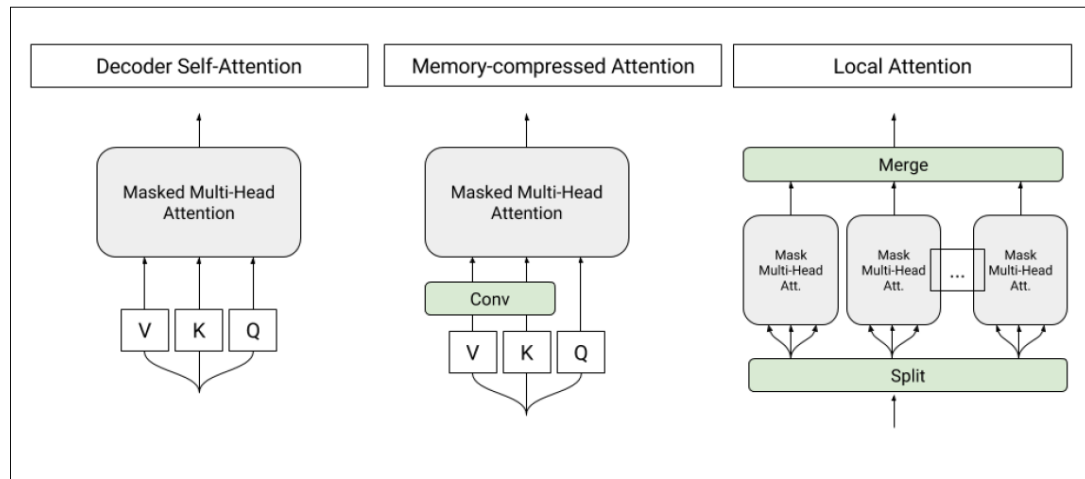 Decoder Self-Attention
Memory-compressed Attention
Local Attention
Masked Multi-Head
Attention
V
K
Q
Masked Multi-Head
Attention
Conv
V
K
Q
Merge
Mask
Multi-Head
Att.
Mask
Multi-Head
Att.
...
Mask
Multi-Head
Att.
Split